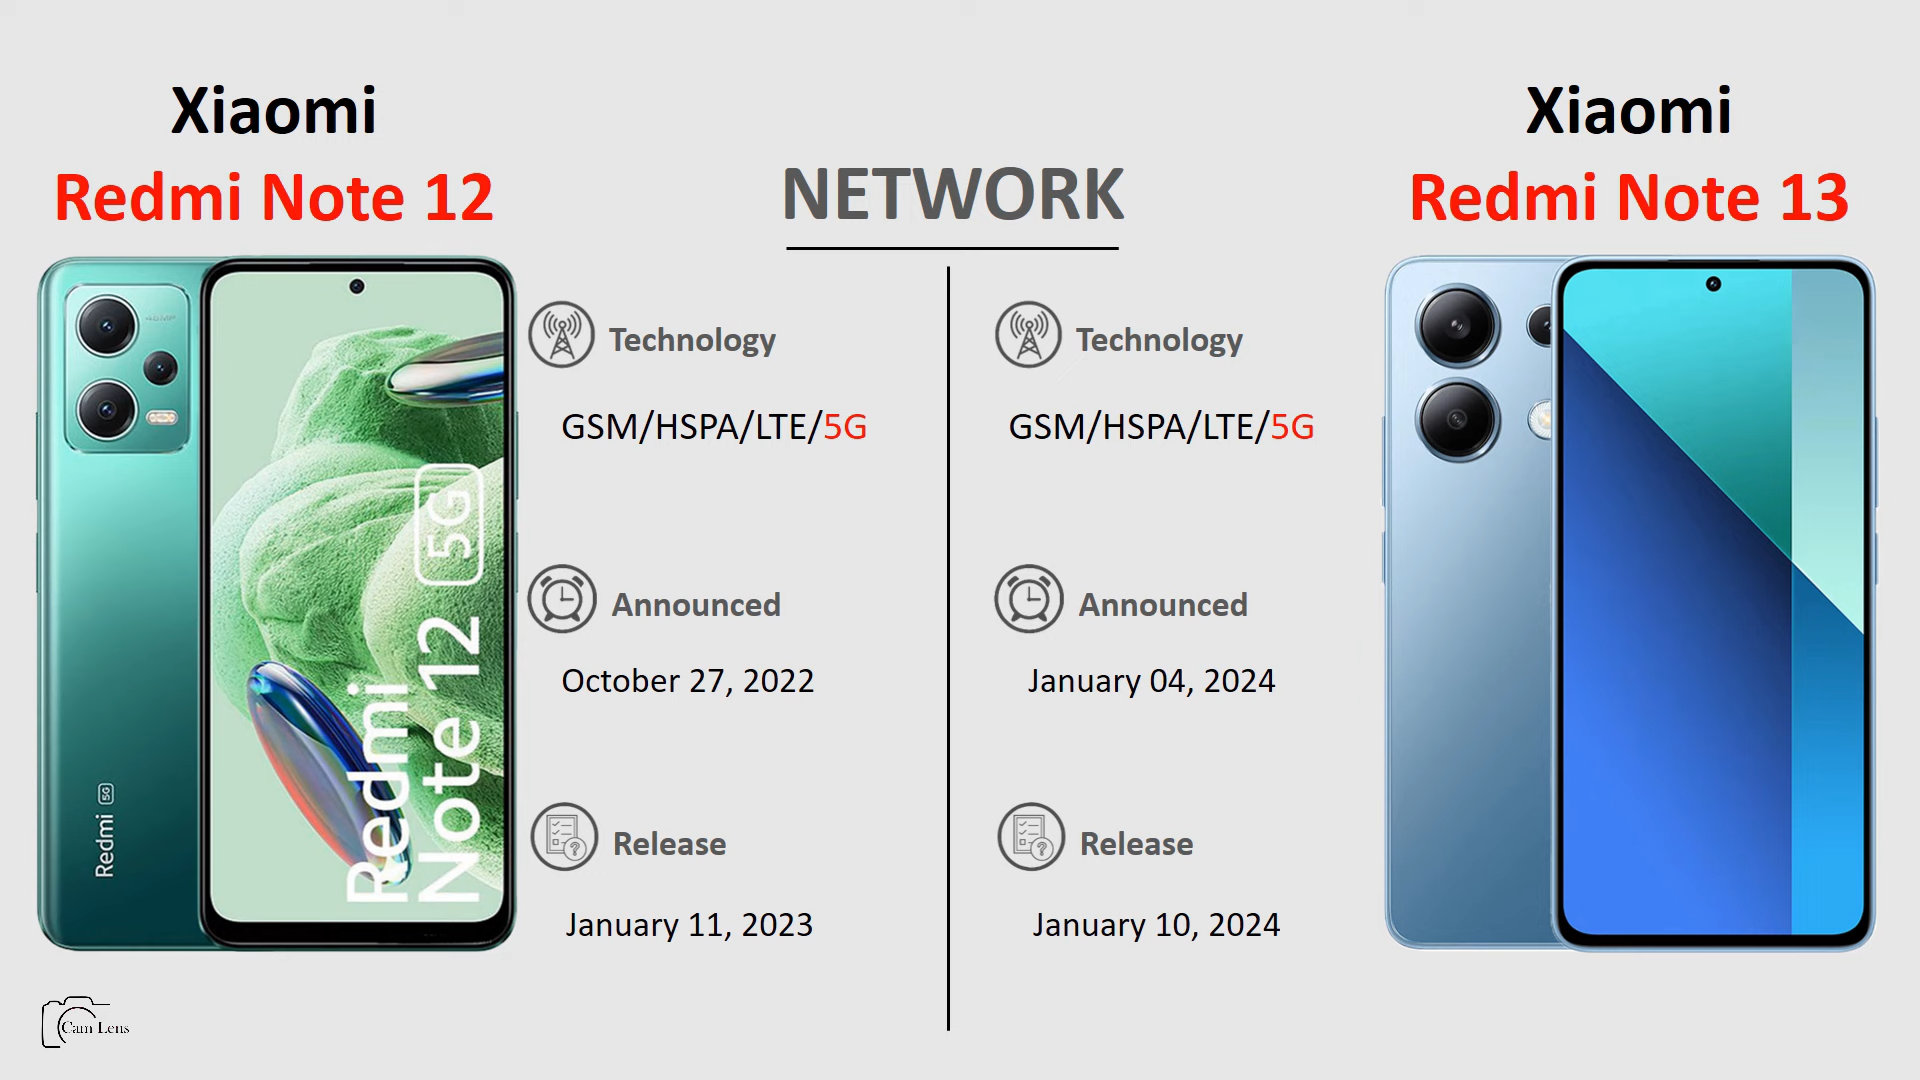 Xiaomi
Redmi Note 12
NETWORK
Xiaomi
Redmi Note 13
Technology
GSM/HSPA/LTE/5G
Announced
October 27, 2022
Release
January 11, 2023
Technology
GSM/HSPA/LTE/5G
Announced
January 04, 2024
Release
January 10, 2024
48MP
Redmi 5G
Redmi
Note 12 5G
Cam Lens